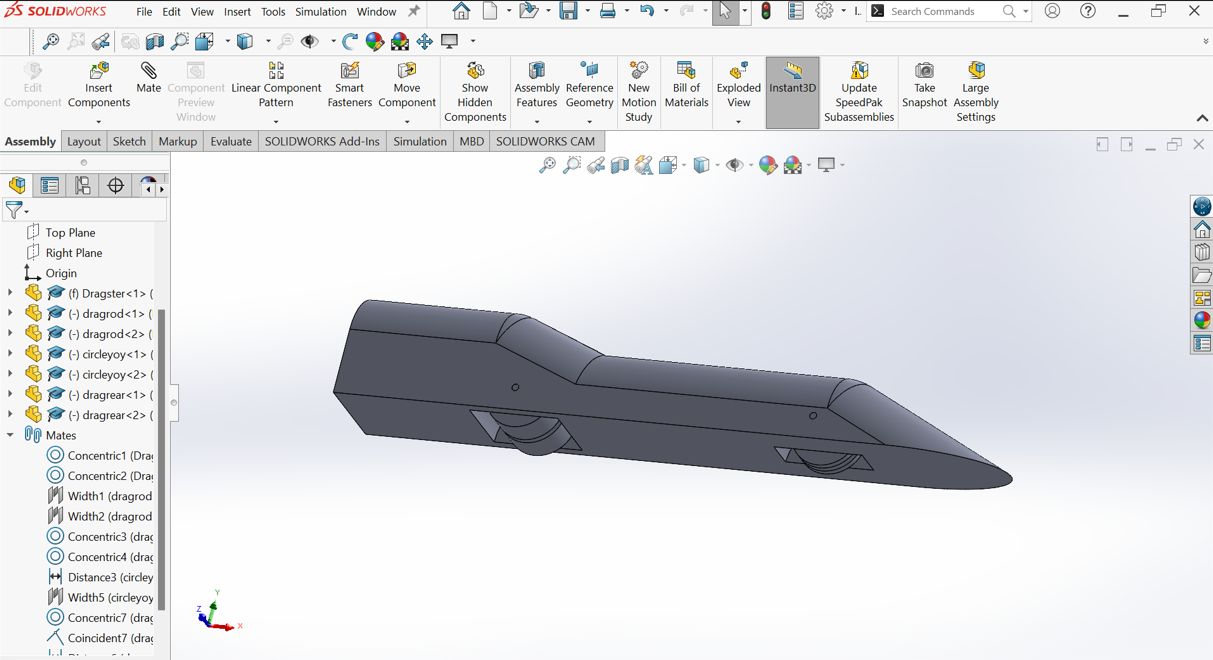 SOLIDWORKS File Edit View Insert Tools Simulation Window I. Search Commands
Edit Component
Insert Components
Mate
Component Preview Window
Linear Component Pattern
Smart Fasteners
Move Component
Show Hidden Components
Assembly Features
Reference Geometry
New Motion Study
Bill of Materials
Exploded View
Instant3D
Update SpeedPak Subassemblies
Take Snapshot
Large Assembly Settings
Assembly Layout Sketch Markup Evaluate SOLIDWORKS Add-Ins Simulation MBD SOLIDWORKS CAM
Top Plane
Right Plane
Origin
(f) Dragster<1> (
(-) dragrod<1> (
(-) dragrod<2> (
(-) circleyoy<1> (
(-) circleyoy<2> (
(-) dragrear<1> (
(-) dragrear<2> (
Mates
Concentric1 (Drag
Concentric2 (Drag
Width1 (dragrod
Width2 (dragrod
Concentric3 (drag
Concentric4 (drag
Distance3 (circley
Width5 (circleyoy
Concentric7 (drag
Coincident7 (drag
Y
Z
X